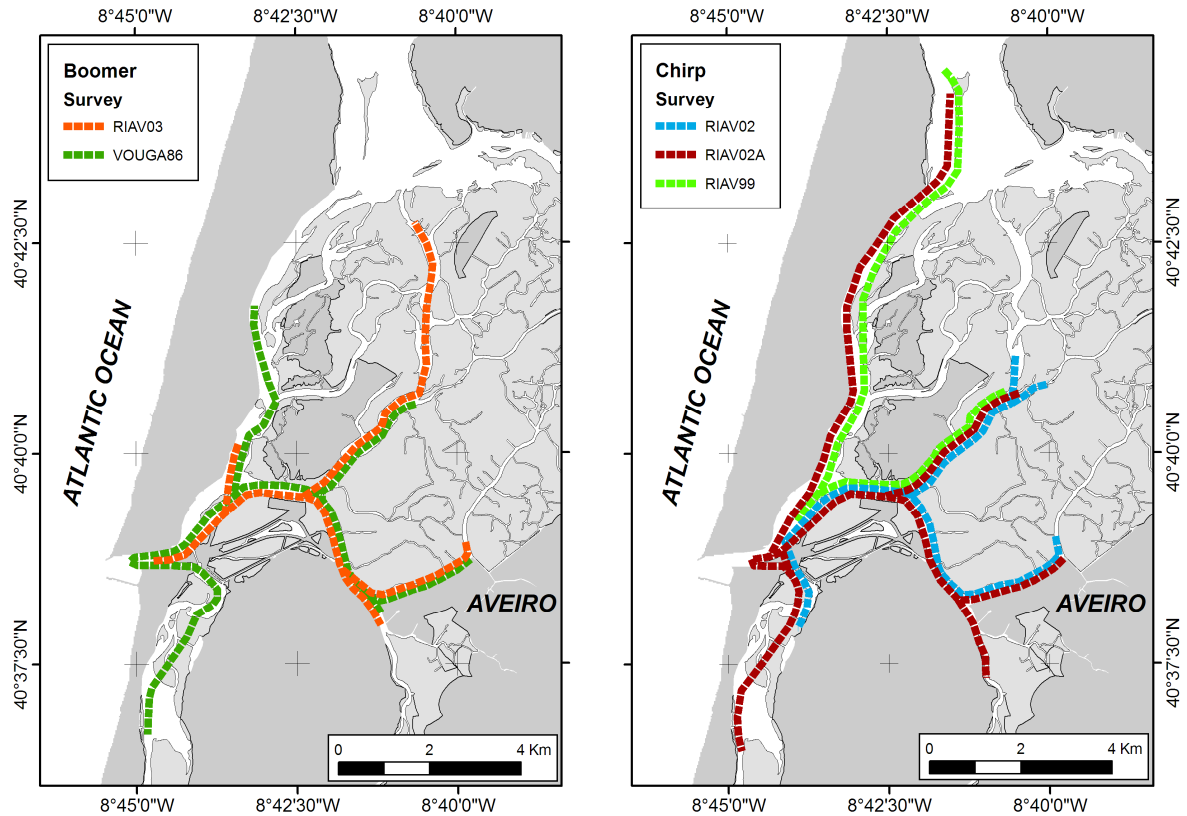 8°45'0"W 8°42'30"W 8°40'0"W
8°45'0"W 8°42'30"W 8°40'0"W
Boomer
Survey
RIAV03
VOUGA86
Chirp
Survey
RIAV02
RIAV02A
RIAV99
40°42'30"N
40°40'0"N
40°37'30"N
ATLANTIC OCEAN
AVEIRO
0 2 4 Km
ATLANTIC OCEAN
AVEIRO
0 2 4 Km
40°42'30"N
40°40'0"N
40°37'30"N
8°45'0"W 8°42'30"W 8°40'0"W
8°45'0"W 8°42'30"W 8°40'0"W